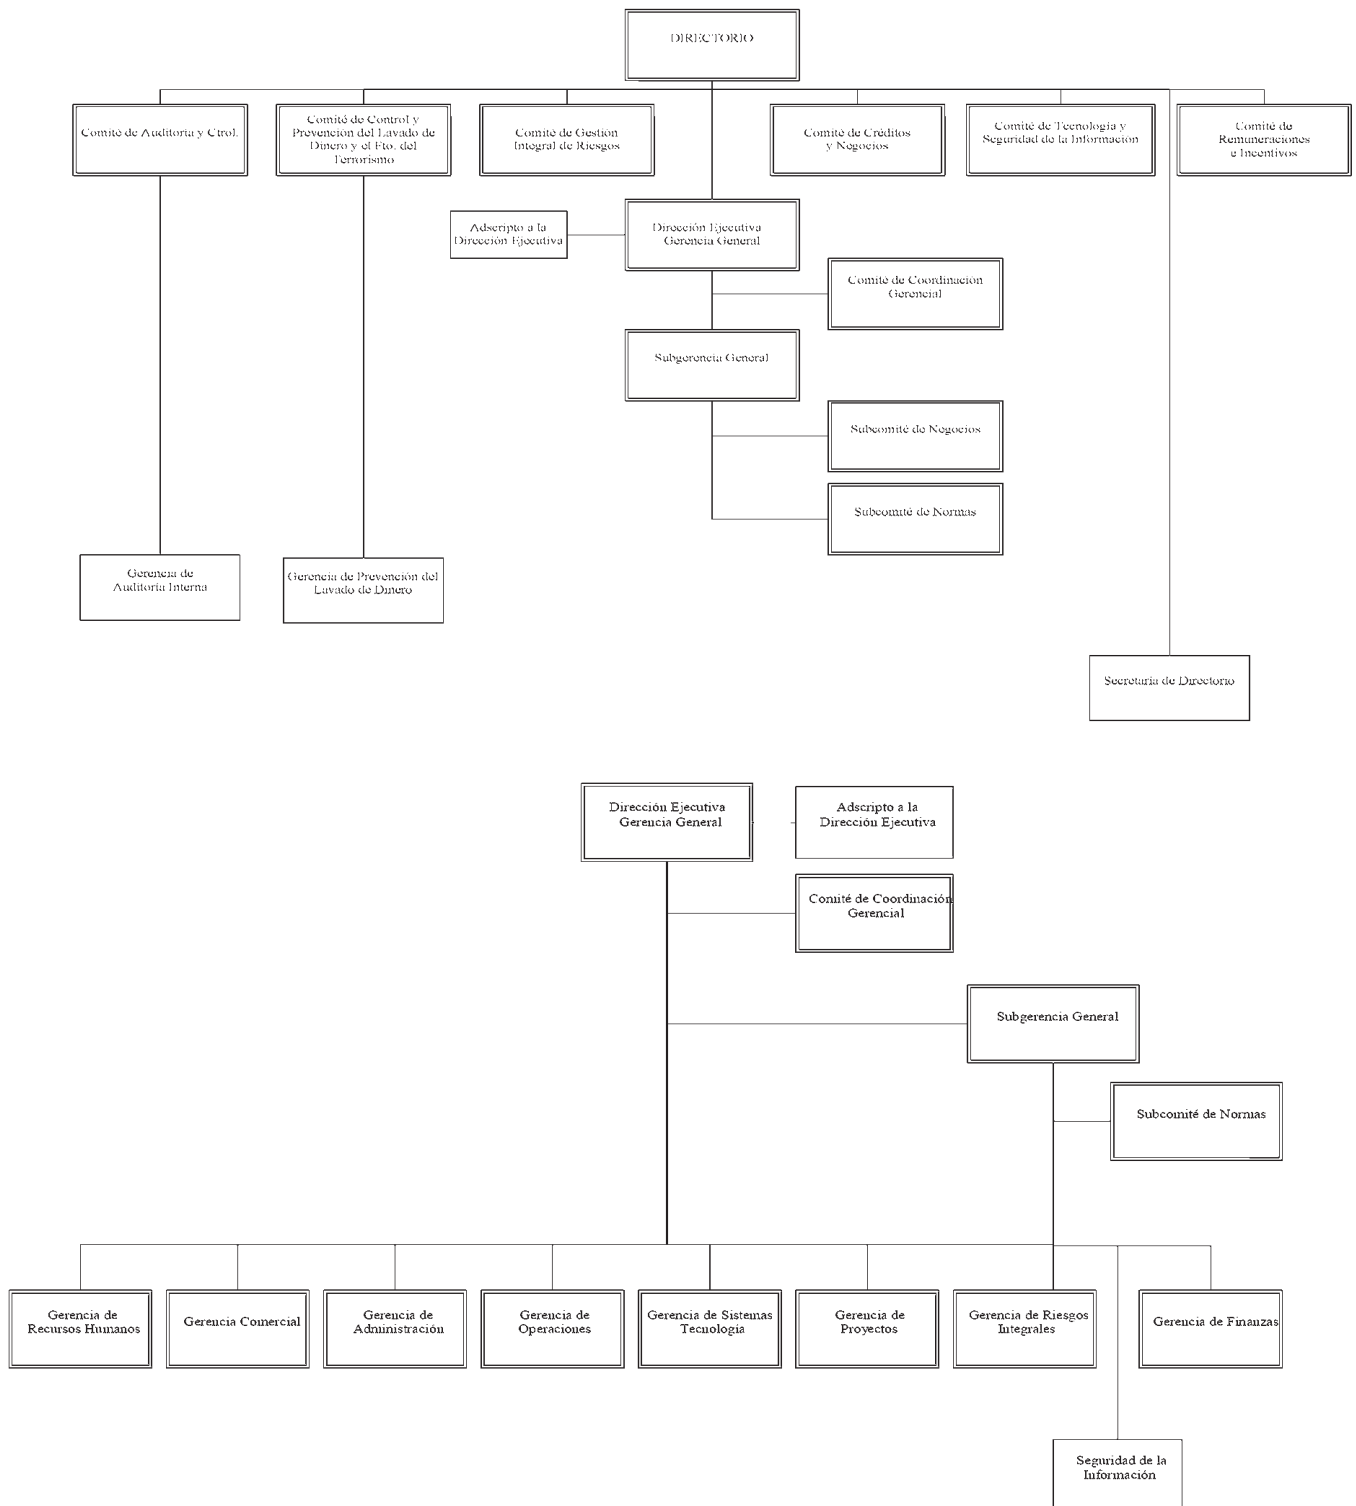 DIRECTORIO
Comité de Auditoría y Ctrol.
Comité de Control y
Prevención del Lavado de
Dinero y el Fto. del
Terrorismo
Comité de Gestión
Integral de Riesgos
Comité de Créditos
y Negocios
Comité de Tecnología y
Seguridad de la Información
Comité de
Remuneraciones
e Incentivos
Adscripto a la
Dirección Ejecutiva
Dirección Ejecutiva
Gerencia General
Comité de Coordinación
Gerencial
Subgerencia General
Subcomité de Negocios
Subcomité de Normas
Gerencia de
Auditoría Interna
Gerencia de Prevención del
Lavado de Dinero
Secretaria de Directorio
Dirección Ejecutiva
Gerencia General
Adscripto a la
Dirección Ejecutiva
Comité de Coordinación
Gerencial
Subgerencia General
Subcomité de Normas
Gerencia de
Recursos Humanos
Gerencia Comercial
Gerencia de
Administración
Gerencia de
Operaciones
Gerencia de Sistemas
Tecnología
Gerencia de
Proyectos
Gerencia de Riesgos
Integrales
Gerencia de Finanzas
Seguridad de la
Información